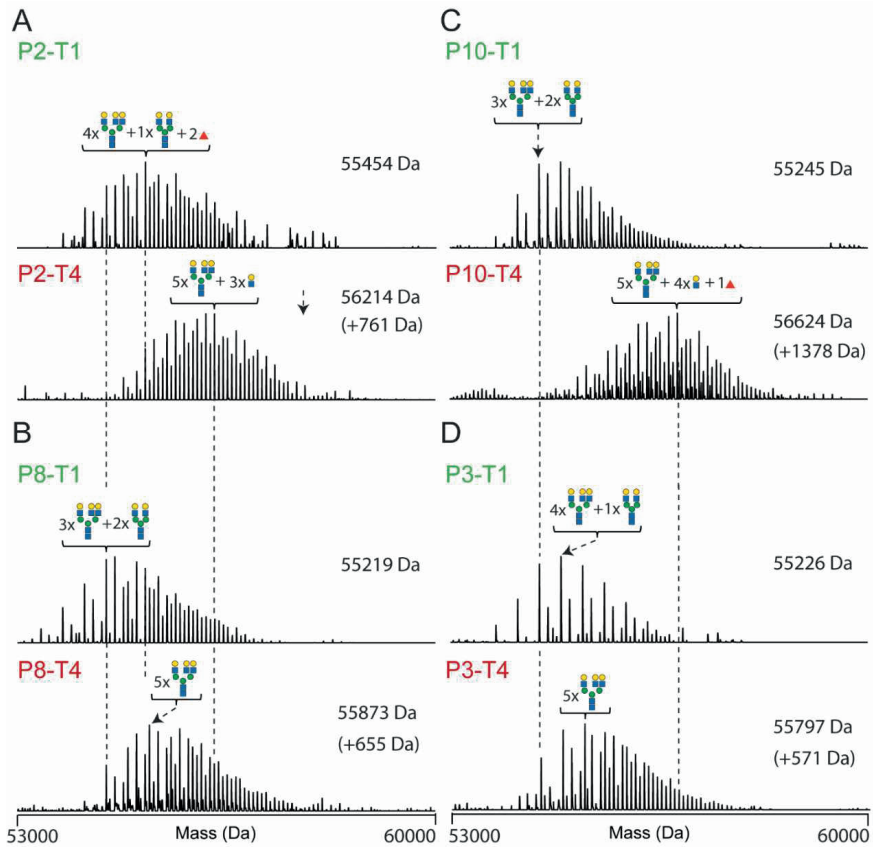 A
P2-T1
4x +1x +2
55454 Da
P2-T4
5x + 3x
56214 Da
(+761 Da)
B
P8-T1
3x +2x
55219 Da
P8-T4
5x
55873 Da
(+655 Da)
53000 Mass (Da) 60000
C
P10-T1
3x +2x
55245 Da
P10-T4
5x + 4x + 1
56624 Da
(+1378 Da)
D
P3-T1
4x +1x
55226 Da
P3-T4
5x
55797 Da
(+571 Da)
53000 Mass (Da) 60000